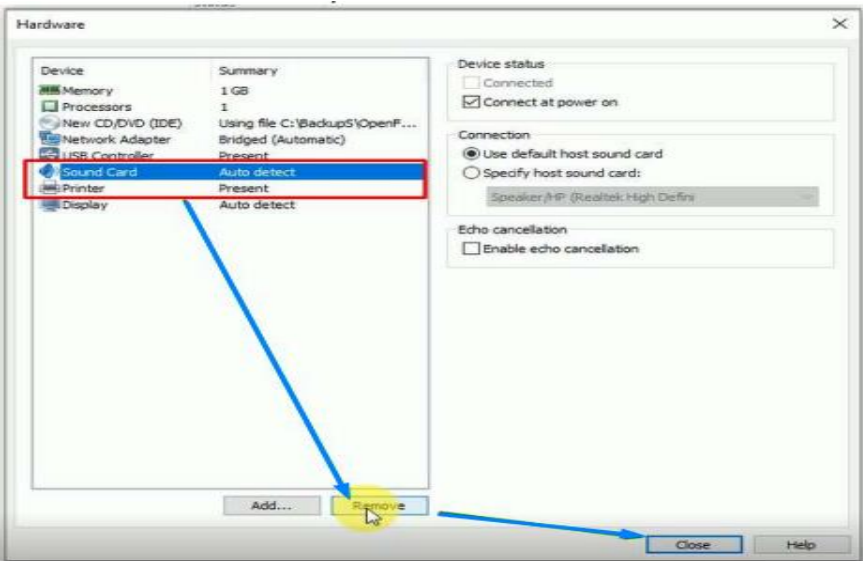 Hardware
Device Summary
Memory 1 GB
Processors 1
New CD/DVD (IDE) Using file C:\BackupS\OpenF...
Network Adapter Bridged (Automatic)
USB Controller Present
Sound Card Auto detect
Printer Present
Display Auto detect
Add... Remove
Device status
Connected
Connect at power on
Connection
Use default host sound card
Specify host sound card:
Speaker/HP (Realtek High Defini
Echo cancellation
Enable echo cancellation
Close Help